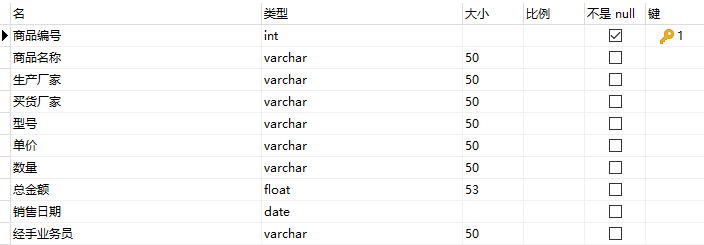 名 类型 大小 比例 不是 null 键
商品编号 int 1
商品名称 varchar 50
生产厂家 varchar 50
买货厂家 varchar 50
型号 varchar 50
单价 varchar 50
数量 varchar 50
总金额 float 53
销售日期 date
经手业务员 varchar 50